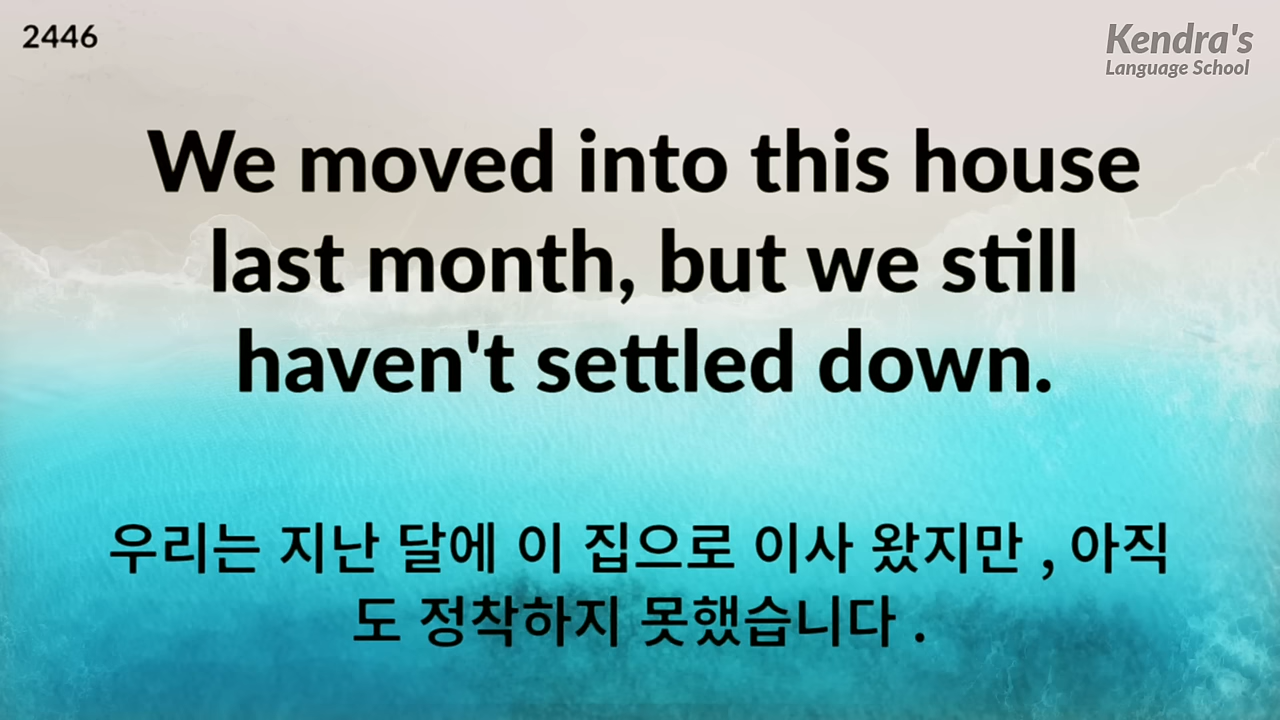 2446
Kendra's
Language School
We moved into this house
last month, but we still
haven't settled down.
우리는 지난 달에 이 집으로 이사 왔지만 , 아직
도 정착하지 못했습니다 .